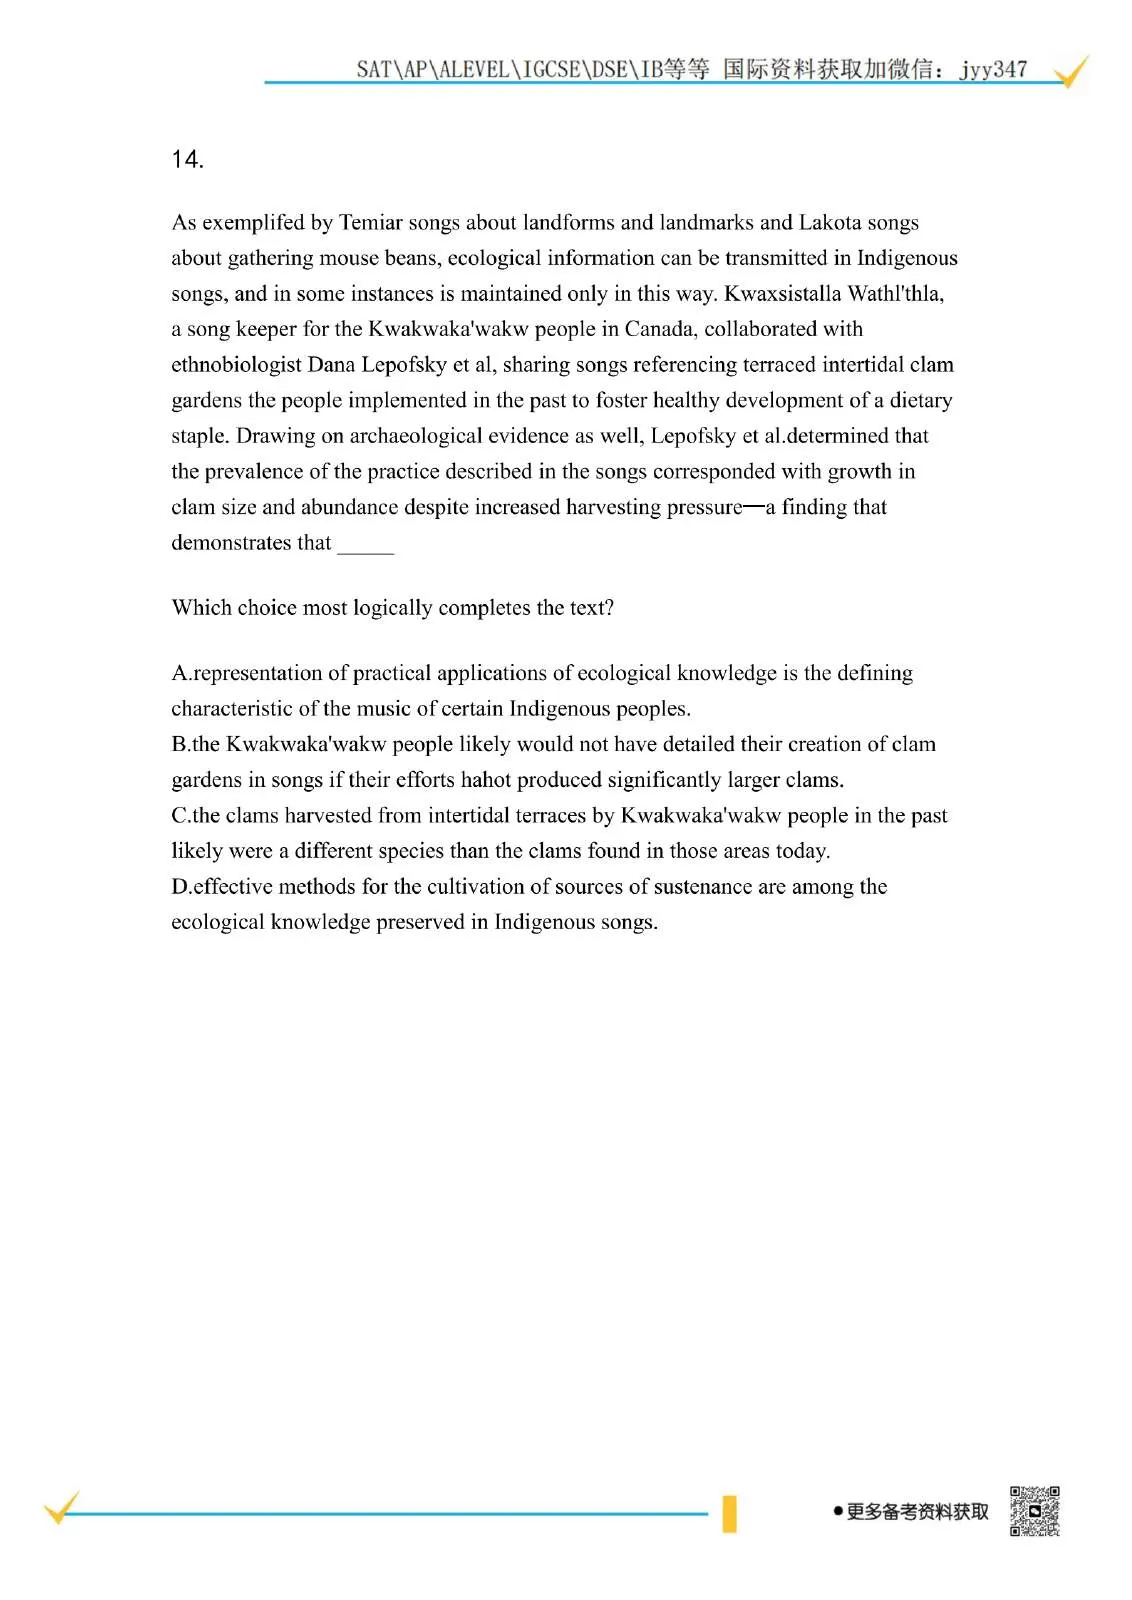 SAT\AP\ALEVEL\IGCSE\DSE\IB等等 国际资料获取加微信：jyy347
14.
As exemplifed by Temiar songs about landforms and landmarks and Lakota songs
about gathering mouse beans, ecological information can be transmitted in Indigenous
songs, and in some instances is maintained only in this way. Kwaxsistalla Wathl'thla,
a song keeper for the Kwakwaka'wakw people in Canada, collaborated with
ethnobiologist Dana Lepofsky et al, sharing songs referencing terraced intertidal clam
gardens the people implemented in the past to foster healthy development of a dietary
staple. Drawing on archaeological evidence as well, Lepofsky et al.determined that
the prevalence of the practice described in the songs corresponded with growth in
clam size and abundance despite increased harvesting pressure—a finding that
demonstrates that _____
Which choice most logically completes the text?
A.representation of practical applications of ecological knowledge is the defining
characteristic of the music of certain Indigenous peoples.
B.the Kwakwaka'wakw people likely would not have detailed their creation of clam
gardens in songs if their efforts hahot produced significantly larger clams.
C.the clams harvested from intertidal terraces by Kwakwaka'wakw people in the past
likely were a different species than the clams found in those areas today.
D.effective methods for the cultivation of sources of sustenance are among the
ecological knowledge preserved in Indigenous songs.
●更多备考资料获取